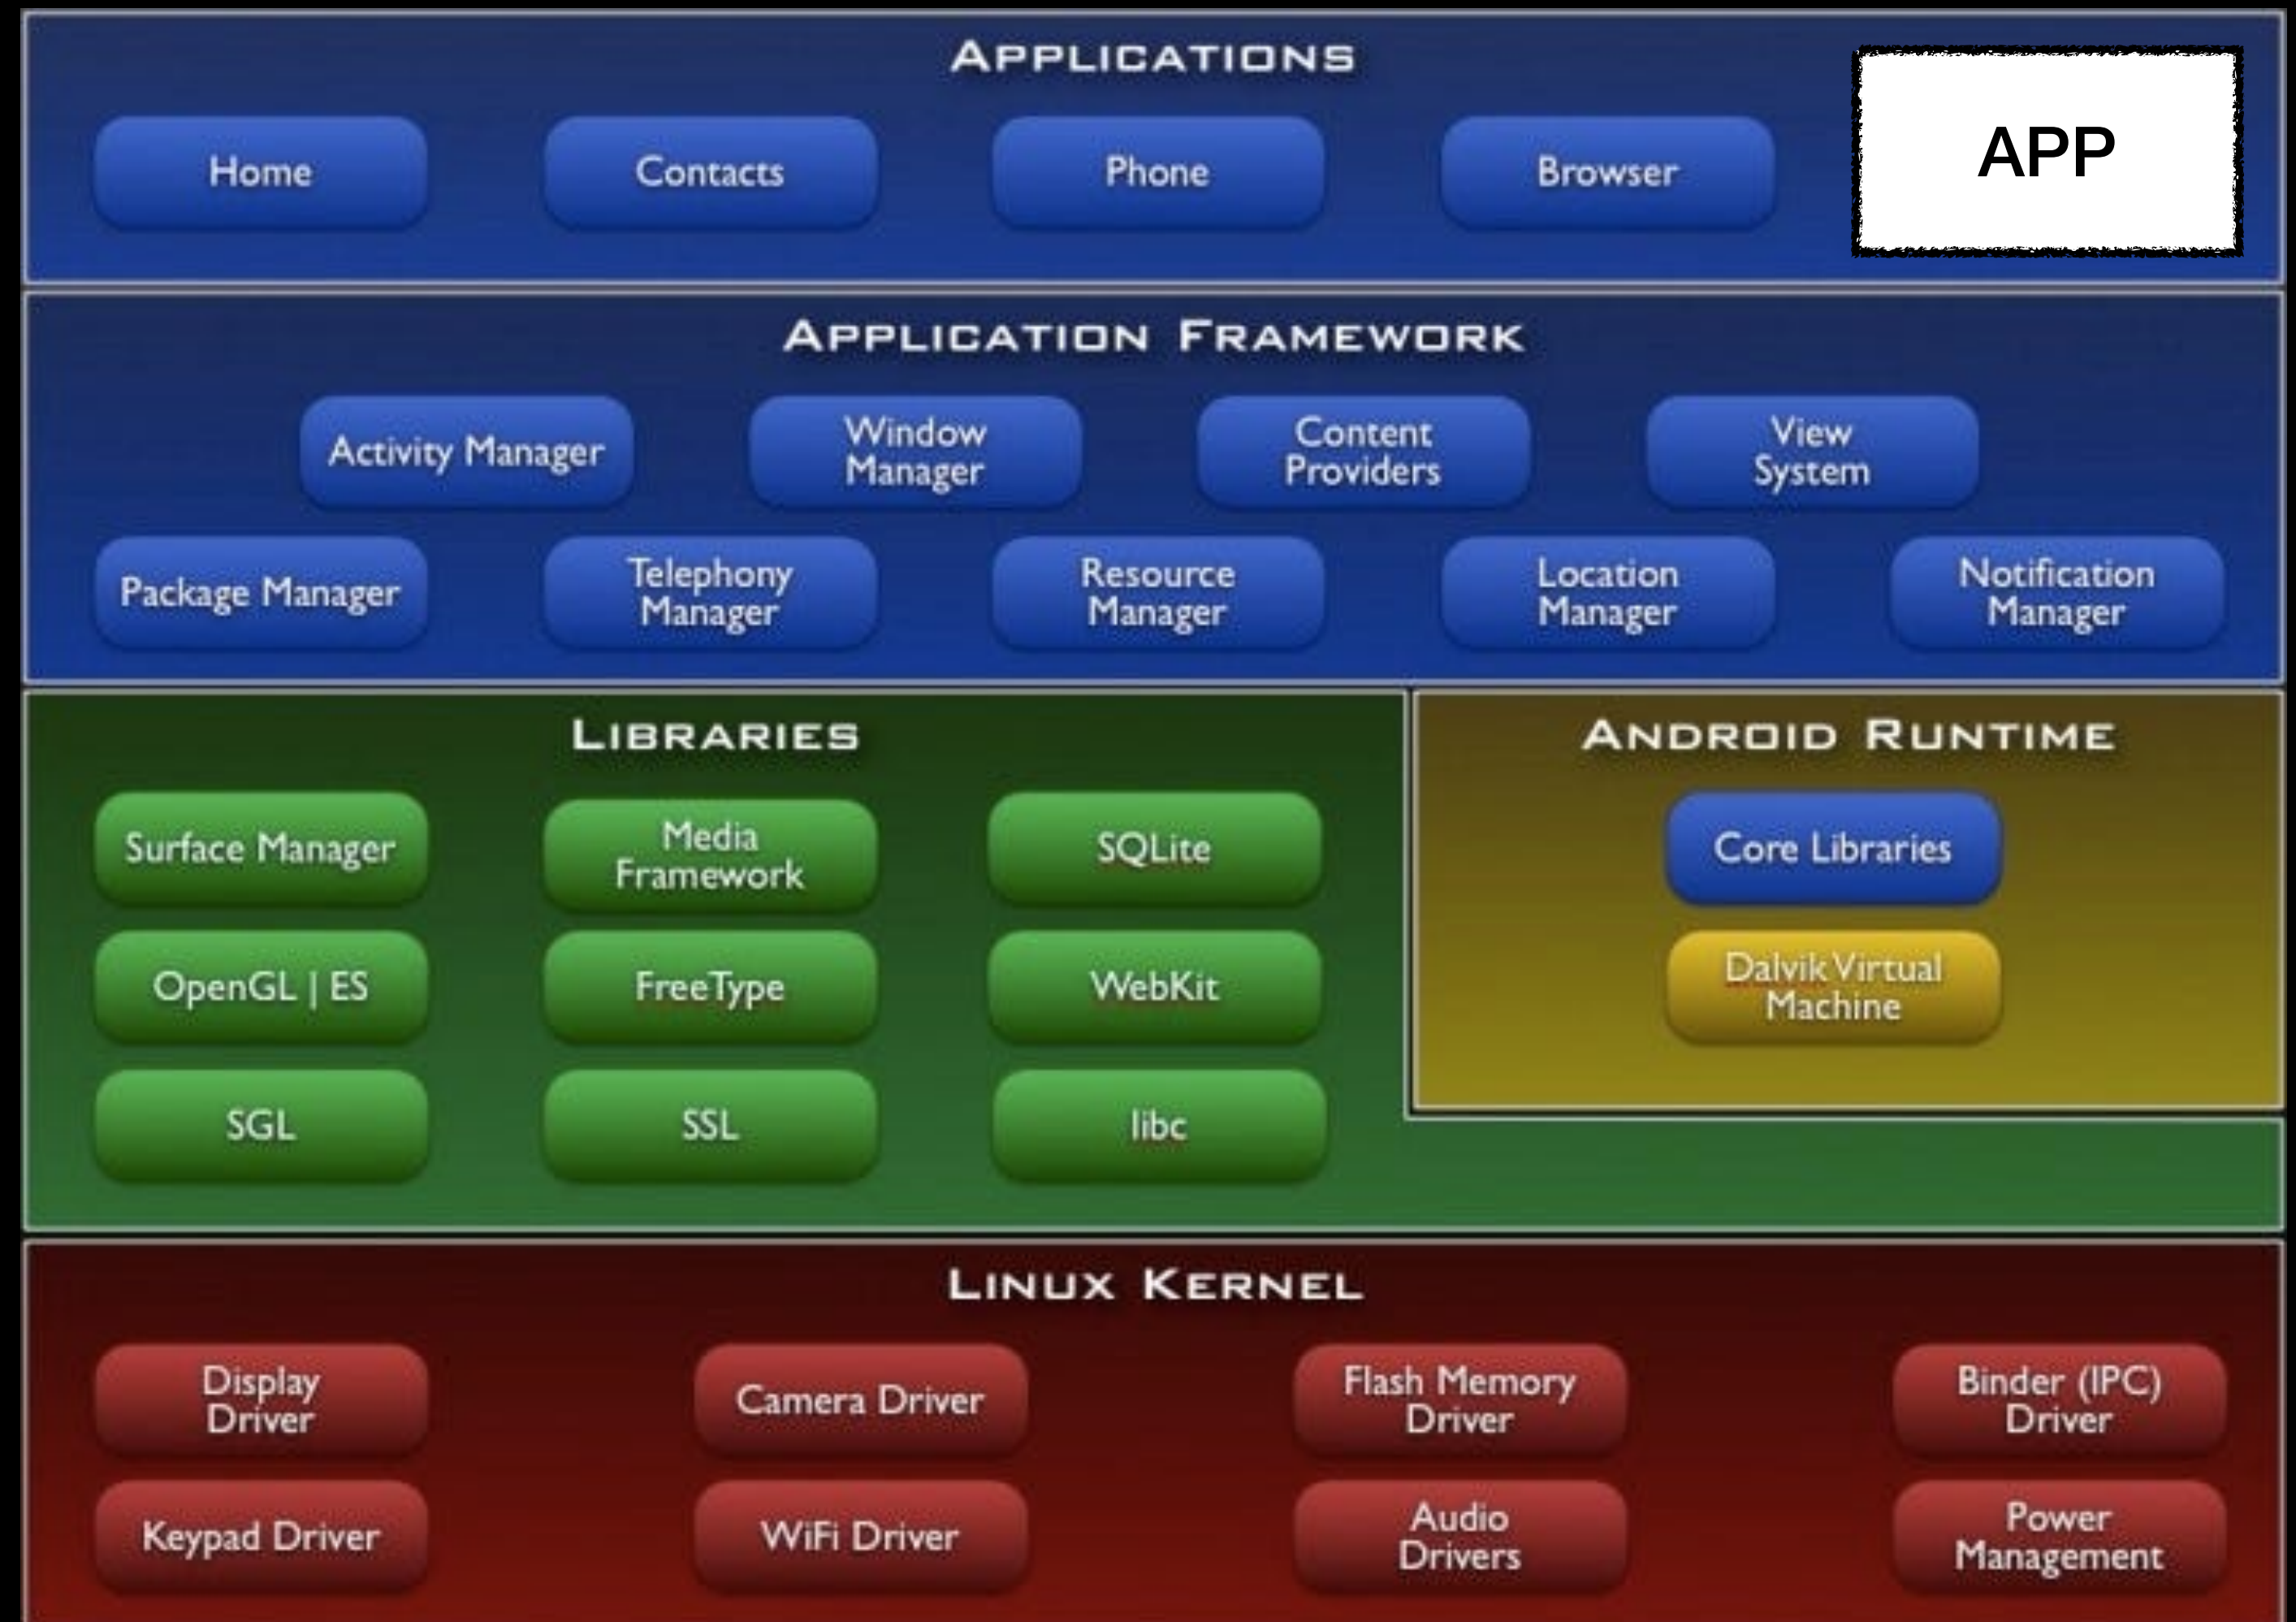 APPLICATIONS
Home
Contacts
Phone
Browser
APP
APPLICATION FRAMEWORK
Activity Manager
Window
Manager
Content
Providers
View
System
Package Manager
Telephony
Manager
Resource
Manager
Location
Manager
Notification
Manager
LIBRARIES
Surface Manager
Media
Framework
SQLite
OpenGL | ES
FreeType
WebKit
SGL
SSL
libc
ANDROID RUNTIME
Core Libraries
Dalvik Virtual
Machine
LINUX KERNEL
Display
Driver
Camera Driver
Flash Memory
Driver
Binder (IPC)
Driver
Keypad Driver
WiFi Driver
Audio
Drivers
Power
Management